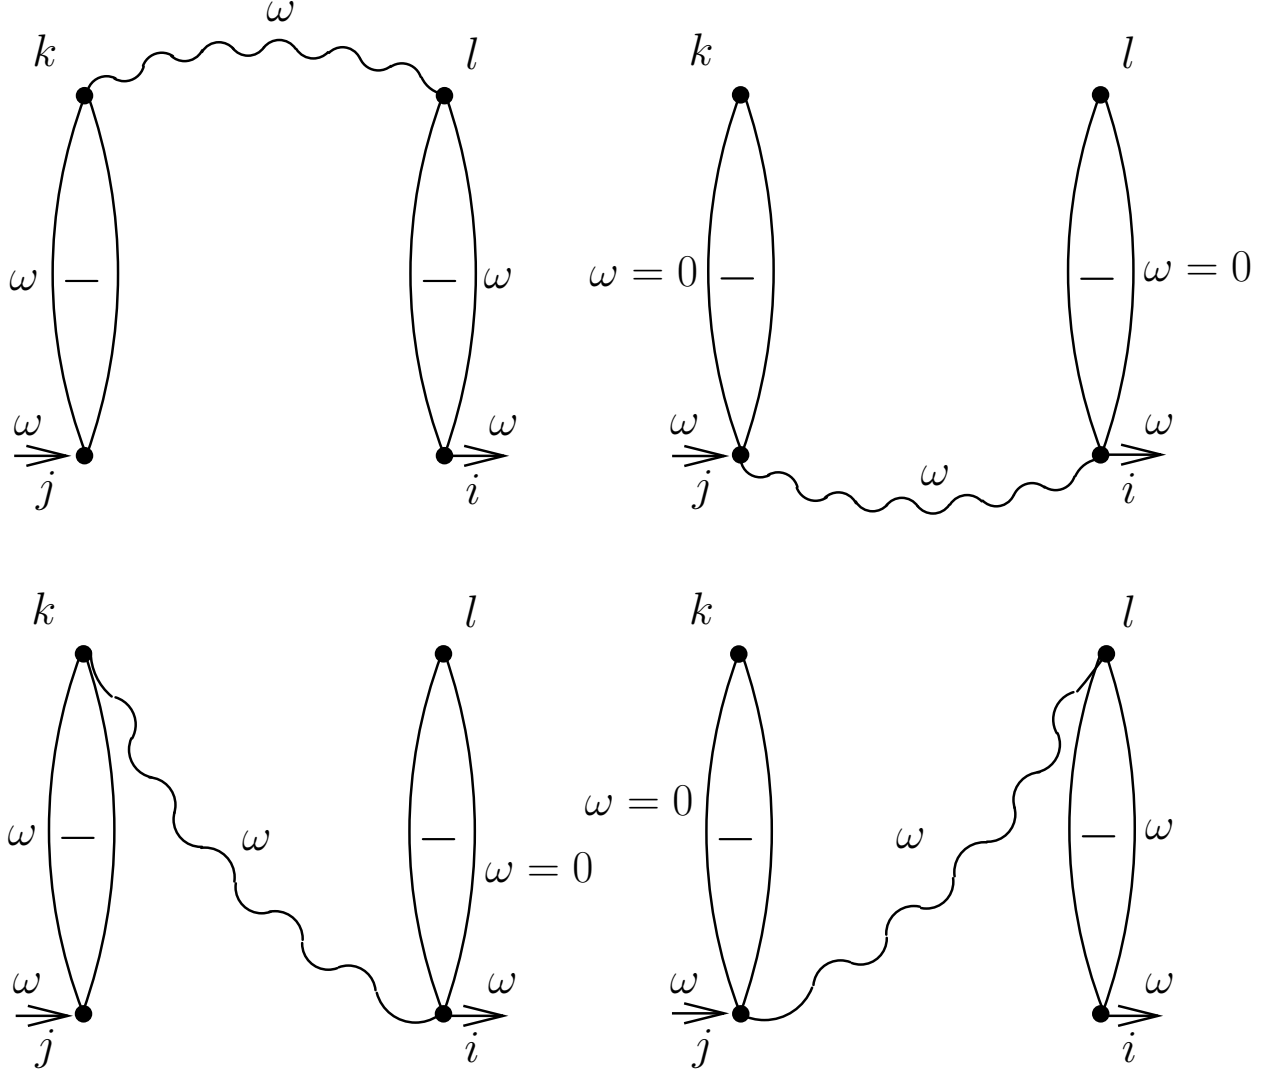 ω
k l k l
ω ω ω = 0 ω = 0
ω ω ω ω ω
j i j i
k l k l
ω ω ω = 0 ω = 0 ω ω
ω ω ω ω
j i j i